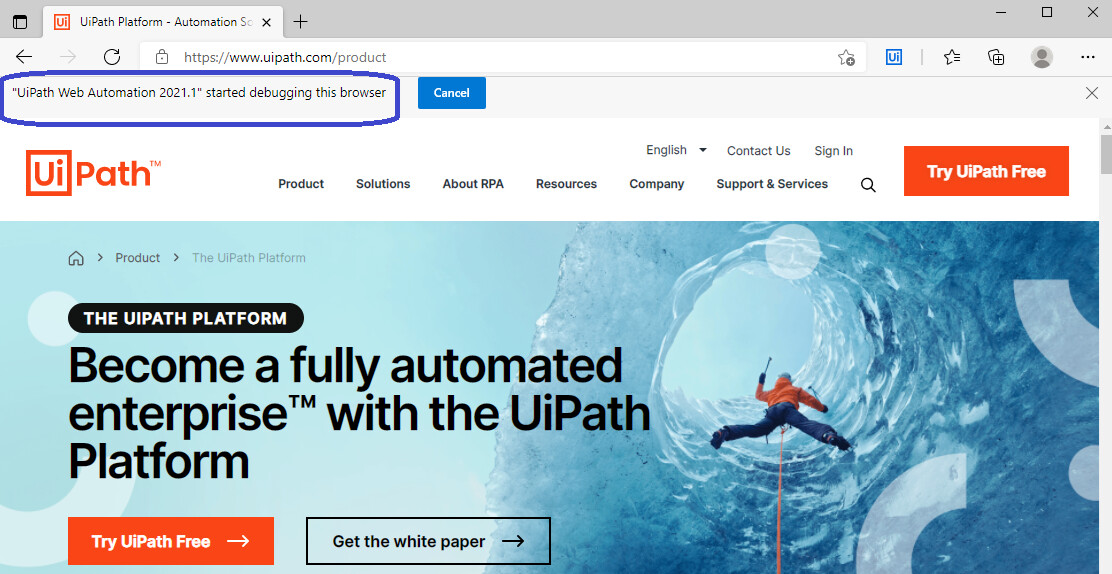 UiPath Platform - Automation So
https://www.uipath.com/product
"UiPath Web Automation 2021.1" started debugging this browser
Cancel
English
Contact Us
Sign In
UiPath™
Try UiPath Free
Product
Solutions
About RPA
Resources
Company
Support & Services
Product
The UiPath Platform
THE UIPATH PLATFORM
Become a fully automated
enterprise™ with the UiPath
Platform
Try UiPath Free
Get the white paper